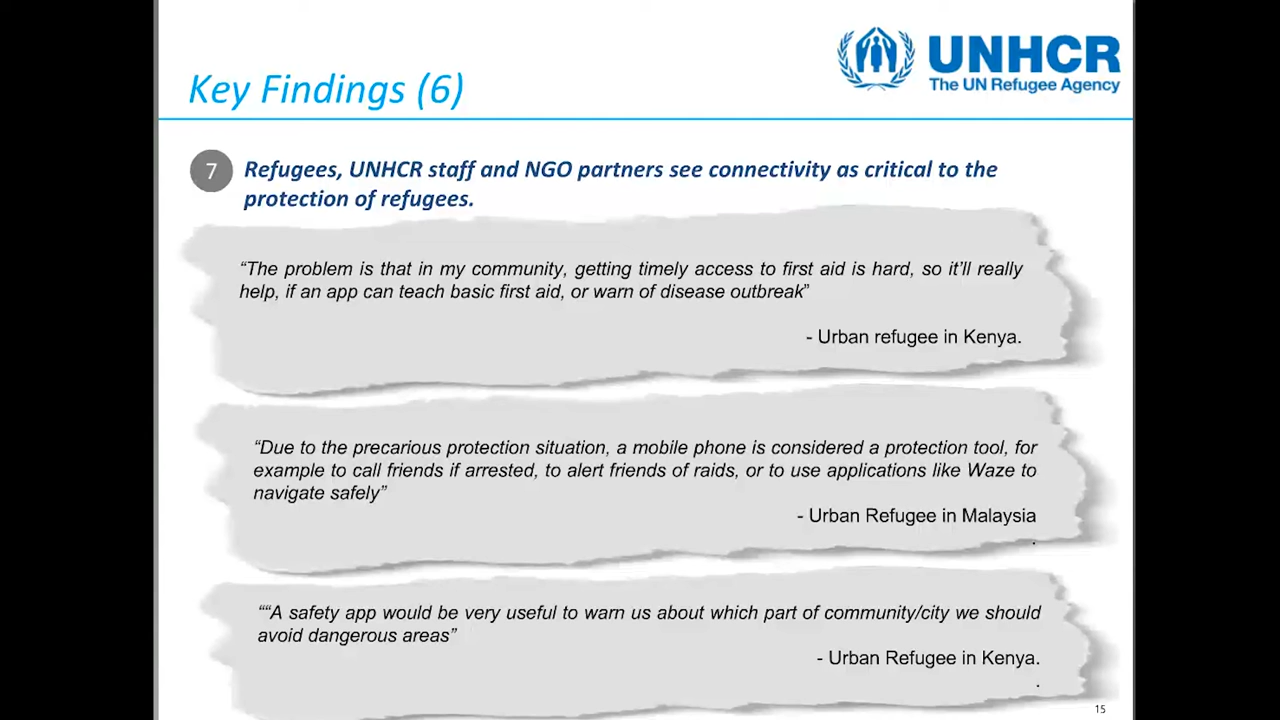 UNHCR
The UN Refugee Agency
Key Findings (6)
7
Refugees, UNHCR staff and NGO partners see connectivity as critical to the
protection of refugees.
“The problem is that in my community, getting timely access to first aid is hard, so it’ll really
help, if an app can teach basic first aid, or warn of disease outbreak”
- Urban refugee in Kenya.
“Due to the precarious protection situation, a mobile phone is considered a protection tool, for
example to call friends if arrested, to alert friends of raids, or to use applications like Waze to
navigate safely”
- Urban Refugee in Malaysia
.
““A safety app would be very useful to warn us about which part of community/city we should
avoid dangerous areas”
- Urban Refugee in Kenya.
.
15